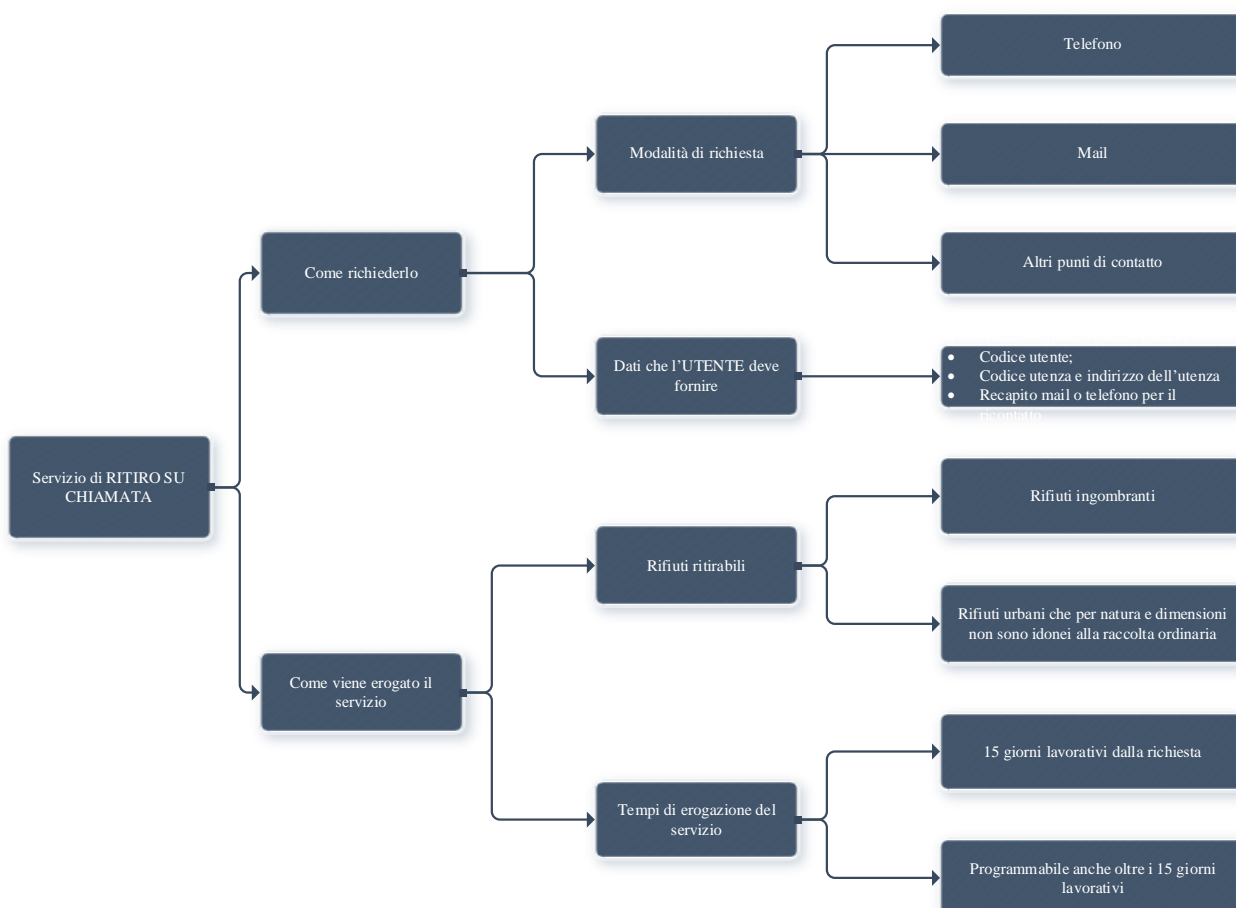 Telefono
Modalità di richiesta
Mail
Come richiederlo
Altri punti di contatto
Dati che l’UTENTE deve
fornire
• Codice utente;
• Codice utenza e indirizzo dell’utenza
• Recapito mail o telefono per il
ricontatto
Servizio di RITIRO SU
CHIAMATA
Rifiuti ingombranti
Rifiuti ritirabili
Rifiuti urbani che per natura e dimensioni
non sono idonei alla raccolta ordinaria
Come viene erogato il
servizio
15 giorni lavorativi dalla richiesta
Tempi di erogazione del
servizio
Programmabile anche oltre i 15 giorni
lavorativi